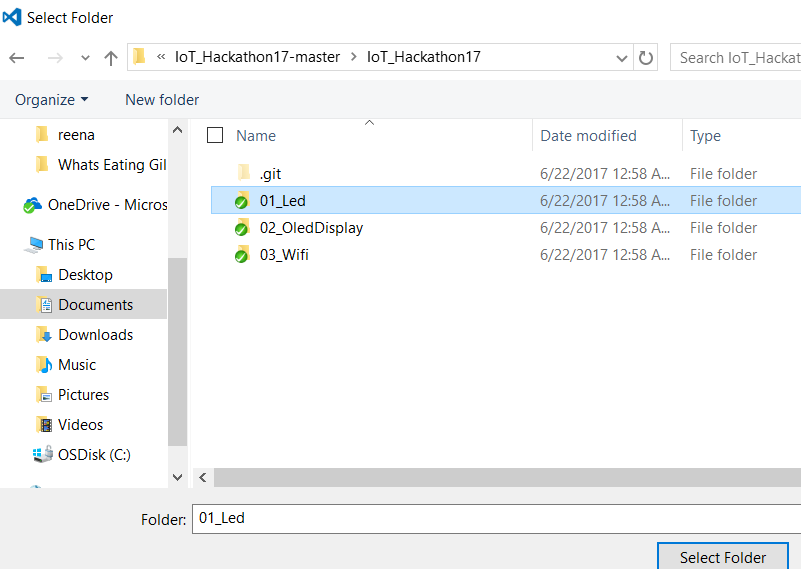 Select Folder
« IoT_Hackathon17-master > IoT_Hackathon17
Search IoT_Hackat
Organize New folder
Name Date modified Type
reena
Whats Eating Gil
OneDrive - Micros
This PC
Desktop
Documents
Downloads
Music
Pictures
Videos
OSDisk (C:)
.git 6/22/2017 12:58 A... File folder
01_Led 6/22/2017 12:58 A... File folder
02_OledDisplay 6/22/2017 12:58 A... File folder
03_Wifi 6/22/2017 12:58 A... File folder
Folder: 01_Led
Select Folder